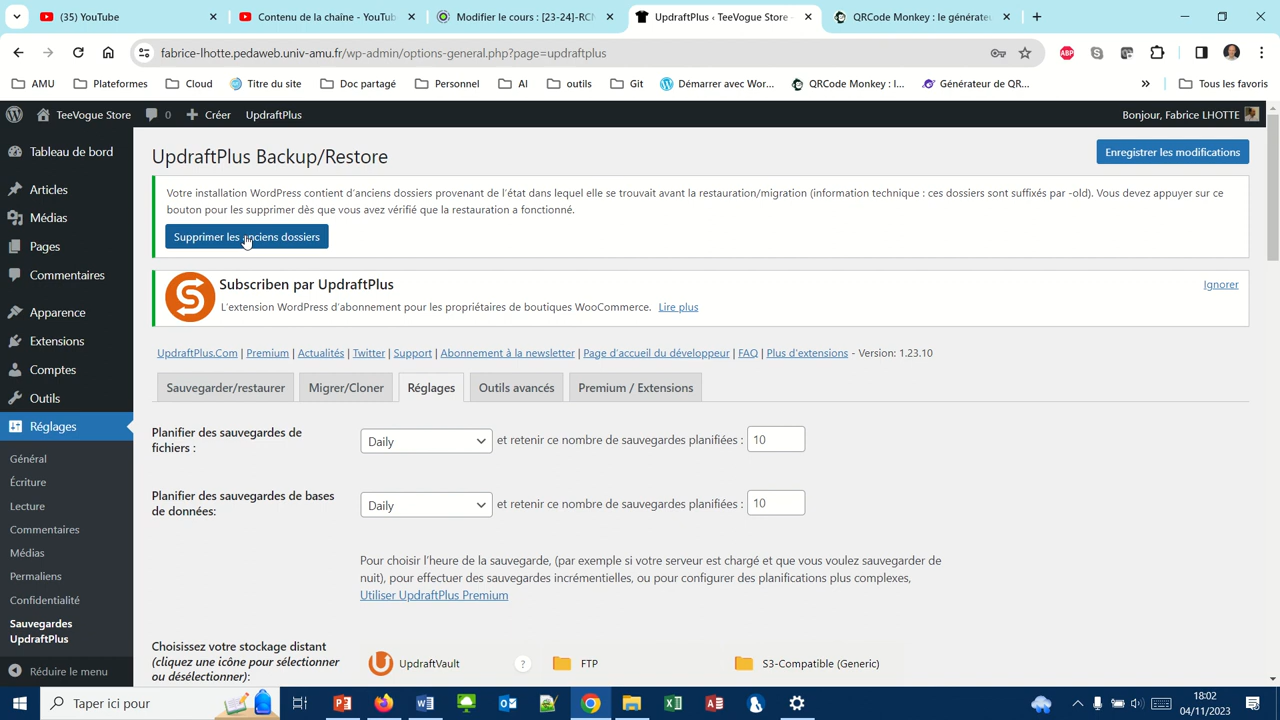 (35) YouTube
Contenu de la chaîne - YouTub
Modifier le cours : [23-24]-RCN
UpdraftPlus ‹ TeeVogue Store –
QRCode Monkey : le générateu
fabrice-lhotte.pedaweb.univ-amu.fr/wp-admin/options-general.php?page=updraftplus
AMU
Plateformes
Cloud
Titre du site
Doc partagé
Personnel
AI
outils
Git
Démarrer avec Wor...
QRCode Monkey : l...
Générateur de QR...
»
Tous les favoris
TeeVogue Store
0
Créer
UpdraftPlus
Bonjour, Fabrice LHOTTE
Tableau de bord
Articles
Médias
Pages
Commentaires
Apparence
Extensions
Comptes
Outils
Réglages
Général
Écriture
Lecture
Commentaires
Médias
Permaliens
Confidentialité
Sauvegardes
UpdraftPlus
Réduire le menu
UpdraftPlus Backup/Restore
Enregistrer les modifications
Votre installation WordPress contient d'anciens dossiers provenant de l'état dans lequel elle se trouvait avant la restauration/migration (information technique : ces dossiers sont suffixés par -old). Vous devez appuyer sur ce
bouton pour les supprimer dès que vous avez vérifié que la restauration a fonctionné.
Supprimer les anciens dossiers
Subscriben par UpdraftPlus
Ignorer
L'extension WordPress d'abonnement pour les propriétaires de boutiques WooCommerce. Lire plus
UpdraftPlus.Com | Premium | Actualités | Twitter | Support | Abonnement à la newsletter | Page d'accueil du développeur | FAQ | Plus d'extensions - Version: 1.23.10
Sauvegarder/restaurer
Migrer/Cloner
Réglages
Outils avancés
Premium / Extensions
Planifier des sauvegardes de
fichiers :
Daily
et retenir ce nombre de sauvegardes planifiées :
10
Planifier des sauvegardes de bases
de données:
Daily
et retenir ce nombre de sauvegardes planifiées :
10
Pour choisir l'heure de la sauvegarde, (par exemple si votre serveur est chargé et que vous voulez sauvegarder de
nuit), pour effectuer des sauvegardes incrémentielles, ou pour configurer des planifications plus complexes,
Utiliser UpdraftPlus Premium
Choisissez votre stockage distant
(cliquez une icône pour sélectionner
ou désélectionner):
UpdraftVault
?
FTP
S3-Compatible (Generic)
Taper ici pour
18:02
04/11/2023